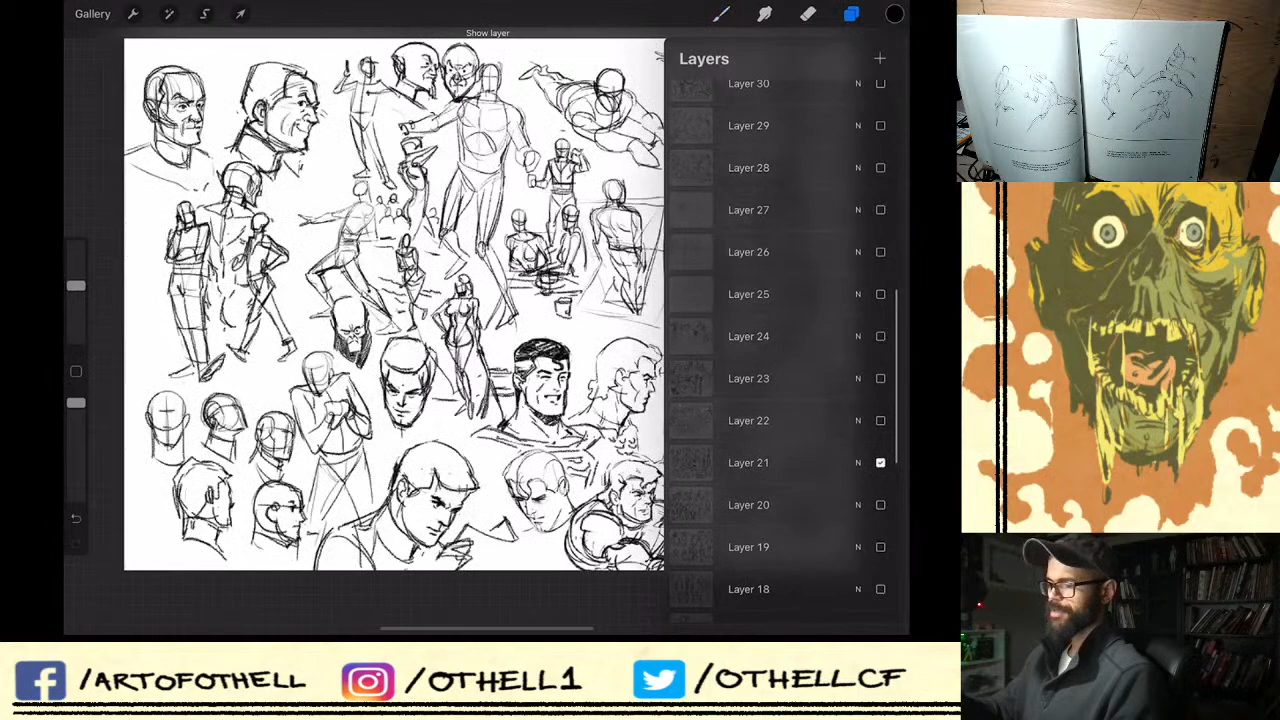 Gallery
Show layer
Layers
Layer 30 N
Layer 29 N
Layer 28 N
Layer 27 N
Layer 26 N
Layer 25 N
Layer 24 N
Layer 23 N
Layer 22 N
Layer 21 N
Layer 20 N
Layer 19 N
Layer 18 N
/ARTOFOTHELL
/OTHELL1
/OTHELL_CF